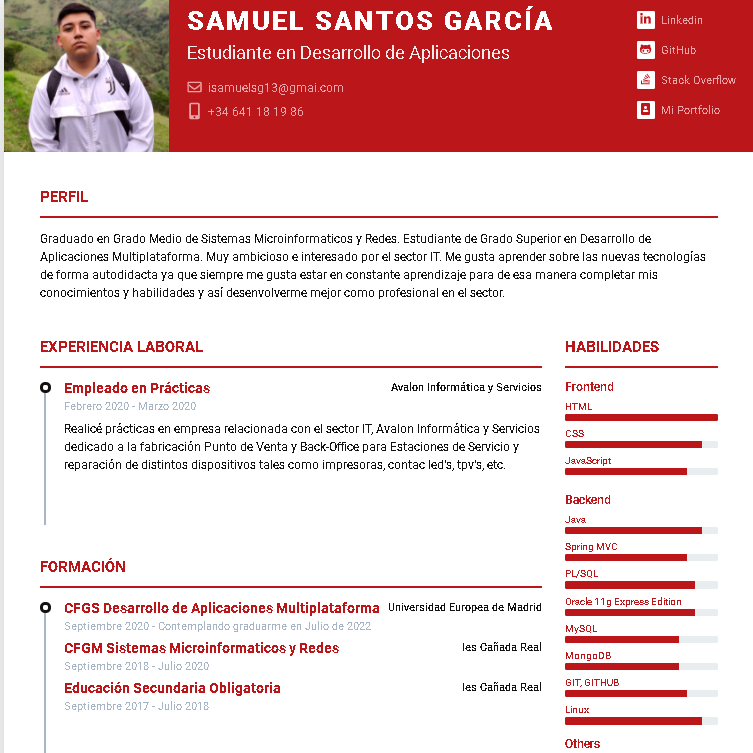 SAMUEL SANTOS GARCÍA
Estudiante en Desarrollo de Aplicaciones
isamuelsg13@gmai.com
+34 641 18 19 86
Linkedin
GitHub
Stack Overflow
Mi Portfolio
PERFIL
Graduado en Grado Medio de Sistemas Microinformaticos y Redes. Estudiante de Grado Superior en Desarrollo de
Aplicaciones Multiplataforma. Muy ambicioso e interesado por el sector IT. Me gusta aprender sobre las nuevas tecnologías
de forma autodidacta ya que siempre me gusta estar en constante aprendizaje para de esa manera completar mis
conocimientos y habilidades y así desenvolverme mejor como profesional en el sector.
EXPERIENCIA LABORAL
Empleado en Prácticas
Avalon Informática y Servicios
Febrero 2020 - Marzo 2020
Realicé prácticas en empresa relacionada con el sector IT, Avalon Informática y Servicios
dedicado a la fabricación Punto de Venta y Back-Office para Estaciones de Servicio y
reparación de distintos dispositivos tales como impresoras, contac led's, tpv's, etc.
FORMACIÓN
CFGS Desarrollo de Aplicaciones Multiplataforma
Universidad Europea de Madrid
Septiembre 2020 - Contemplando graduarme en Julio de 2022
CFGM Sistemas Microinformaticos y Redes
Ies Cañada Real
Septiembre 2018 - Julio 2020
Educación Secundaria Obligatoria
Ies Cañada Real
Septiembre 2017 - Julio 2018
HABILIDADES
Frontend
HTML
CSS
JavaScript
Backend
Java
Spring MVC
PL/SQL
Oracle 11g Express Edition
MySQL
MongoDB
GIT, GITHUB
Linux
Others